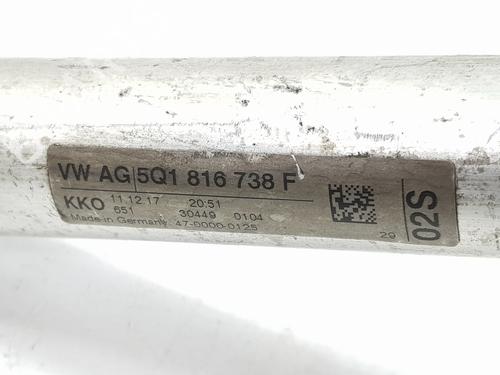 VW AG 5Q1 816 738 F
KKO 11.12.17 20:51
651 30449 0104
Made in Germany 47-0000-0125
29
02S